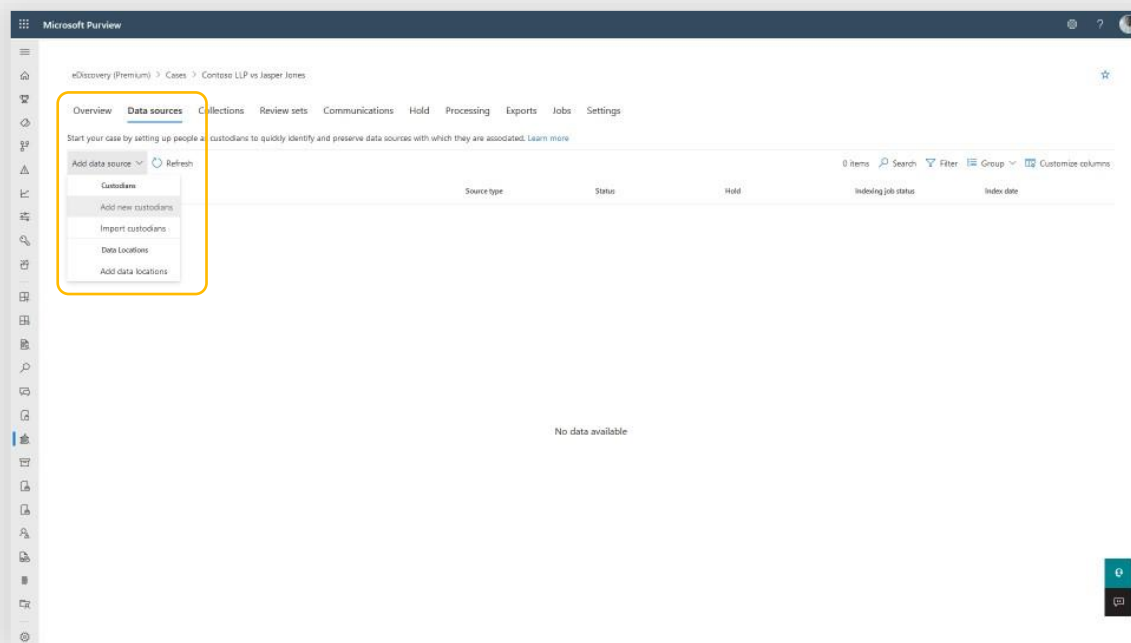 Microsoft Purview
?
eDiscovery (Premium) > Cases > Contoso LLP vs Jasper Jones
Overview Data sources Collections Review sets Communications Hold Processing Exports Jobs Settings
Start your case by setting up people as custodians to quickly identify and preserve data sources with which they are associated. Learn more
Add data source Refresh 0 items Search Filter Group Customize columns
Custodians
Source type Status Hold Indexing job status Index date
Add new custodians
Import custodians
Data Locations
Add data locations
No data available